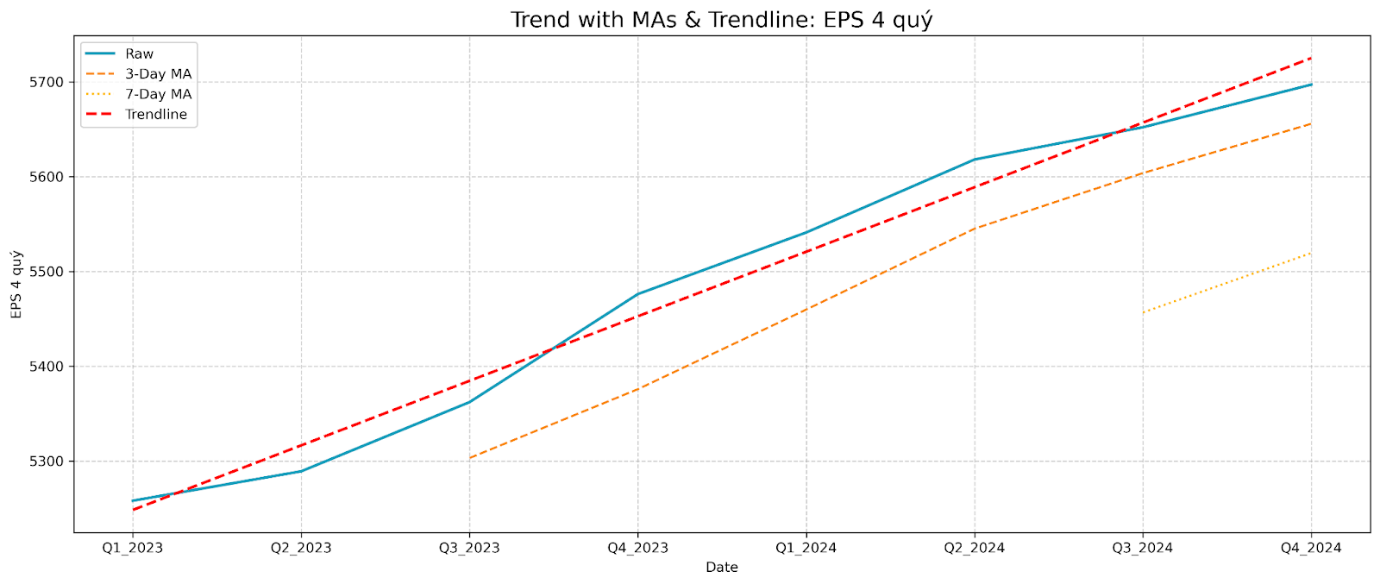 Trend with MAs & Trendline: EPS 4 quý
Raw
3-Day MA
7-Day MA
Trendline
EPS 4 quý
5700
5600
5500
5400
5300
Q1_2023 Q2_2023 Q3_2023 Q4_2023 Q1_2024 Q2_2024 Q3_2024 Q4_2024
Date